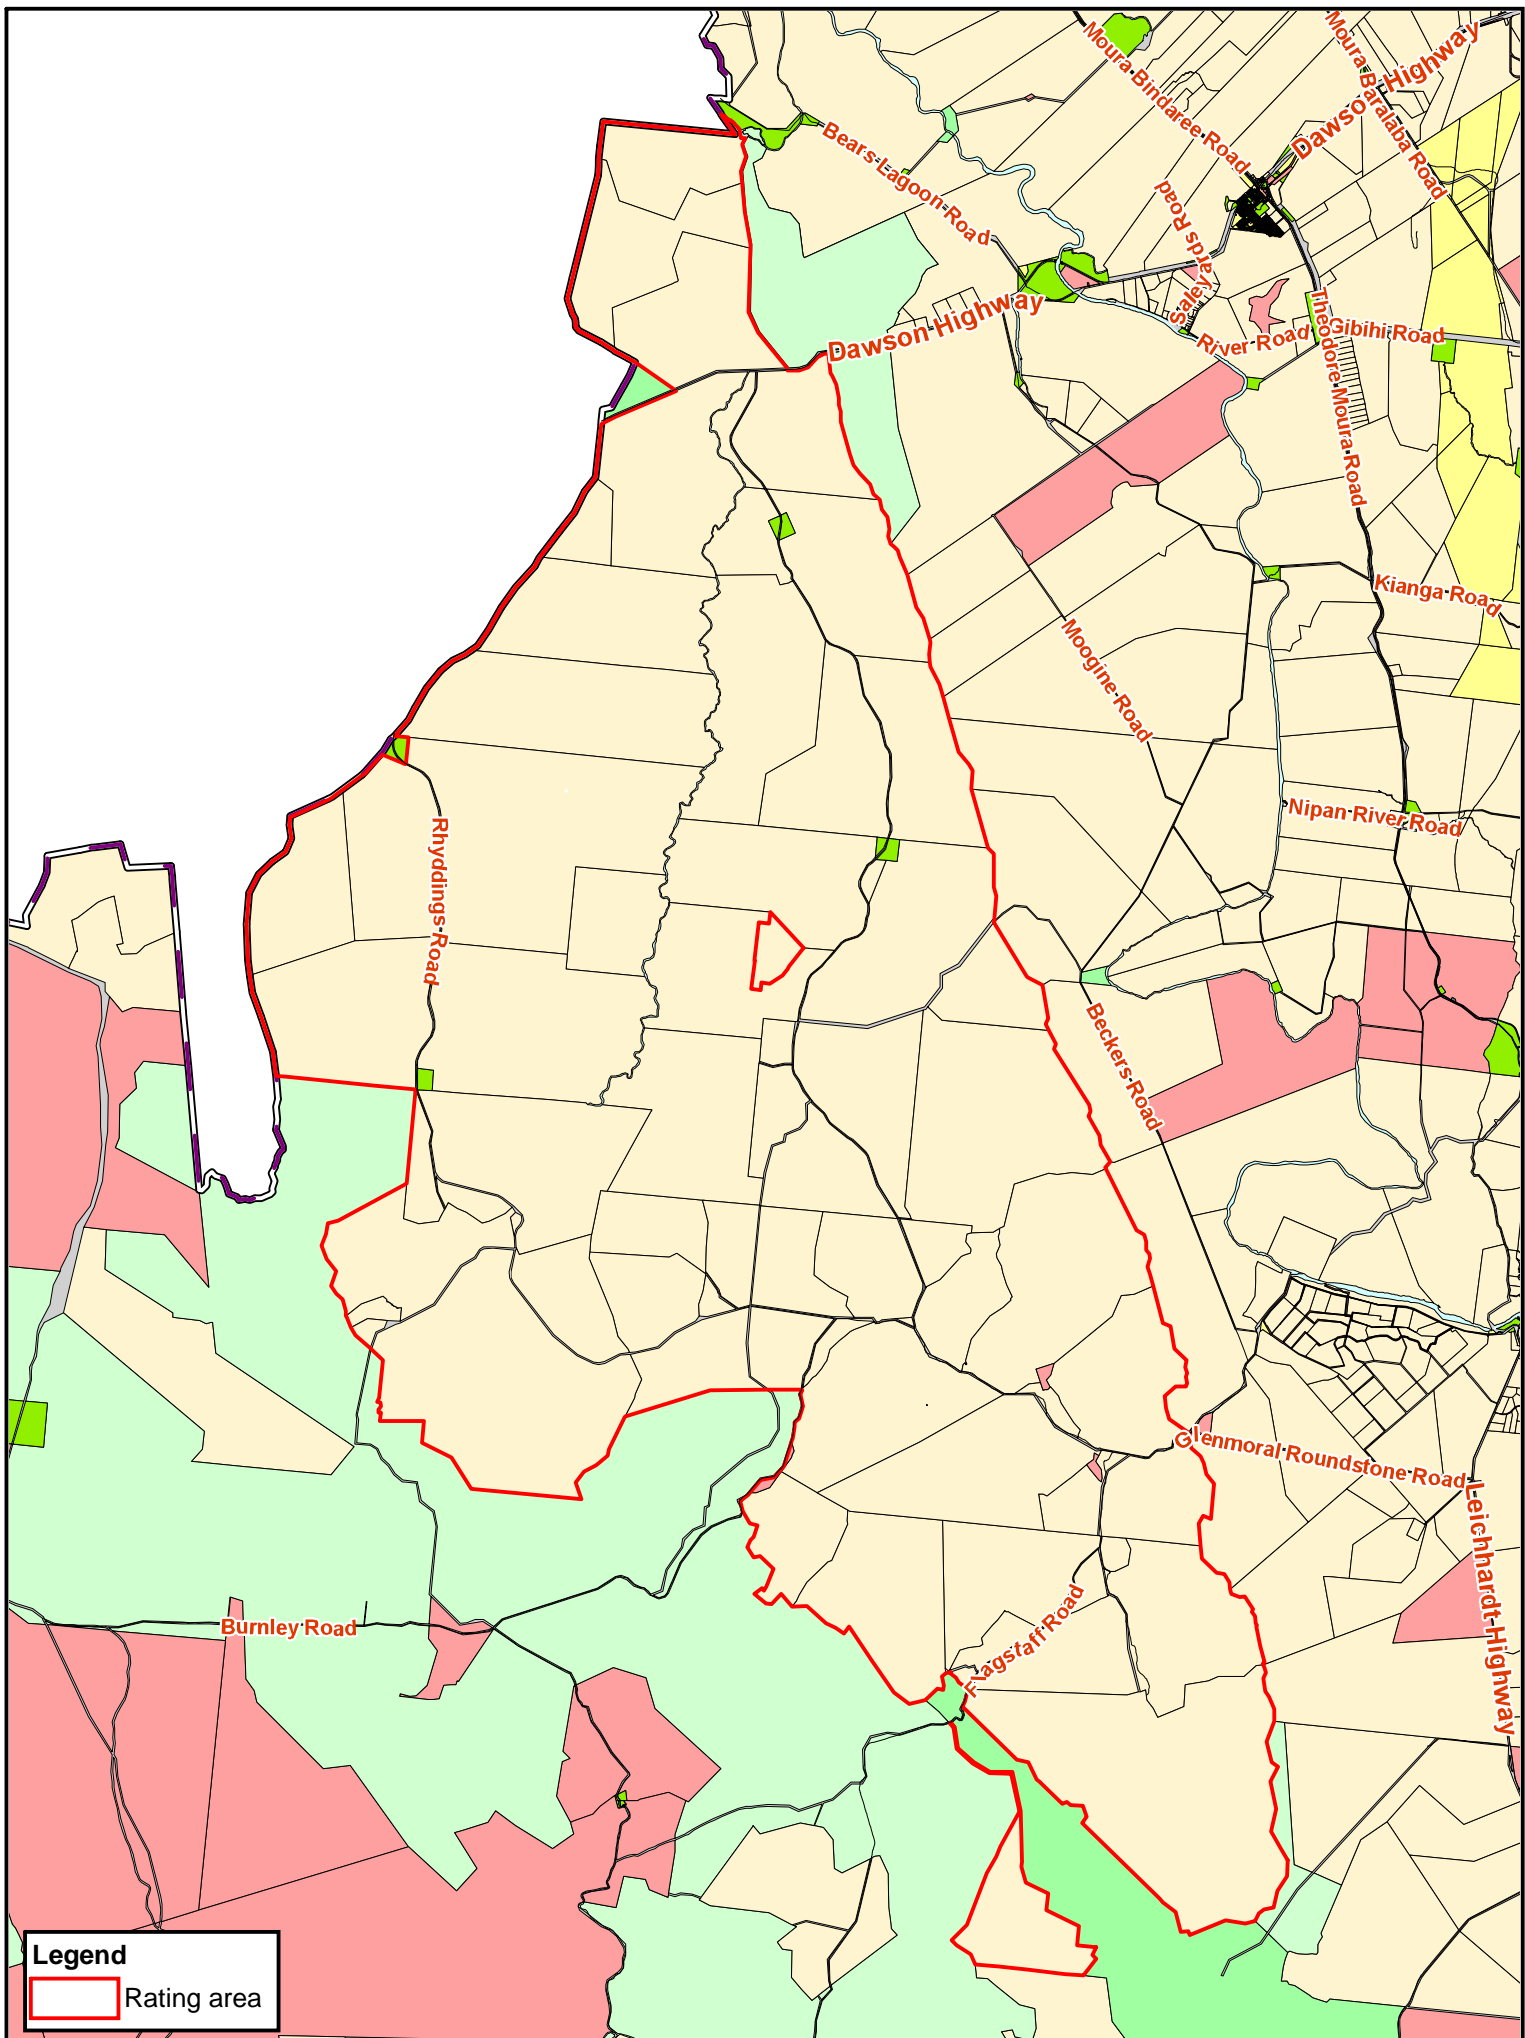 Moura Bindaree Road
Moura Baralaba Road
Dawson Highway
Bears Lagoon Road
Saleyards Road
Dawson Highway
Theodore Moura Road
River Road
Gibihi Road
Kianga Road
Moogine Road
Nipan River Road
Rhyddings Road
Beckers Road
Glenmoral Roundstone Road
Leichhardt Highway
Flagstaff Road
Burnley Road
Legend
Rating area